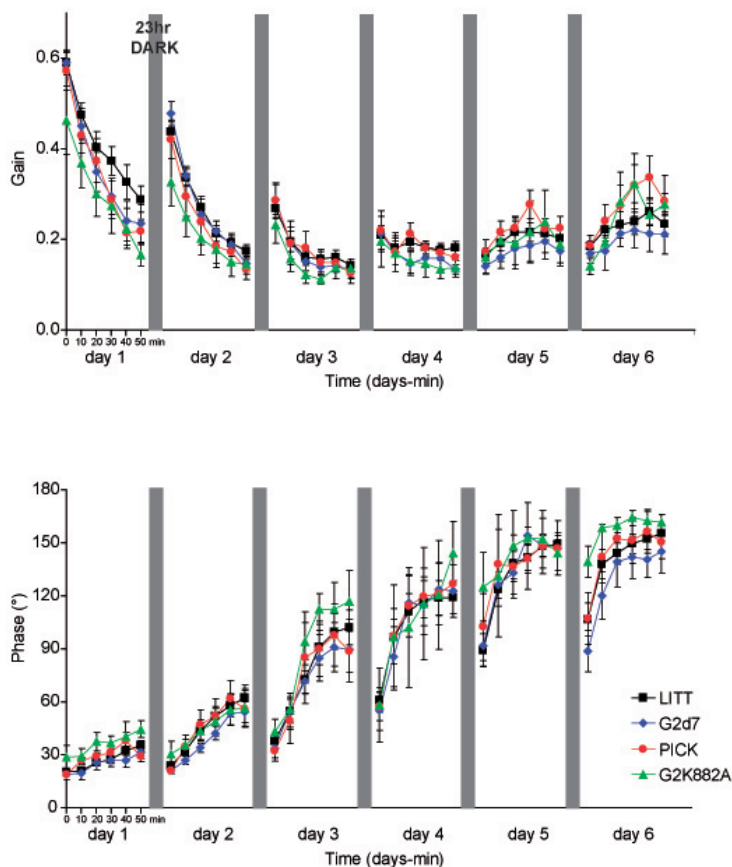 23hr
DARK
0.6
0.4
0.2
0.0
Gain
0 10 20 30 40 50 min
day 1 day 2 day 3 day 4 day 5 day 6
Time (days-min)
180
150
120
90
60
30
0
Phase (°)
LITT
G2d7
PICK
G2K882A
0 10 20 30 40 50 min
day 1 day 2 day 3 day 4 day 5 day 6
Time (days-min)